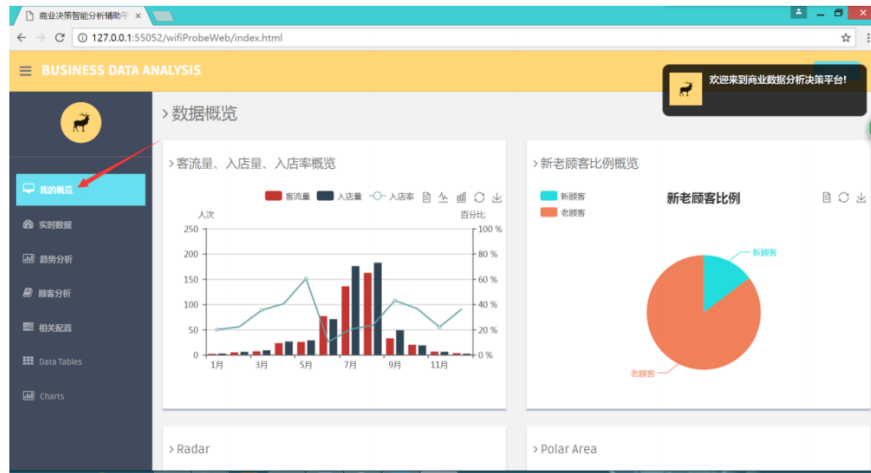 商业决策智能分析辅助平 ×
127.0.0.1:55052/wifiProbeWeb/index.html
BUSINESS DATA ANALYSIS
欢迎来到商业数据分析决策平台!
我的概览
实时数据
趋势分析
顾客分析
相关配置
Data Tables
Charts
>数据概览
>客流量、入店量、入店率概览
客流量 入店量 入店率
人次
百分比
250
200
150
100
50
0
100 %
80 %
60 %
40 %
20 %
0 %
1月 3月 5月 7月 9月 11月
>新老顾客比例概览
新顾客
老顾客
新老顾客比例
新顾客
老顾客
>Radar
>Polar Area